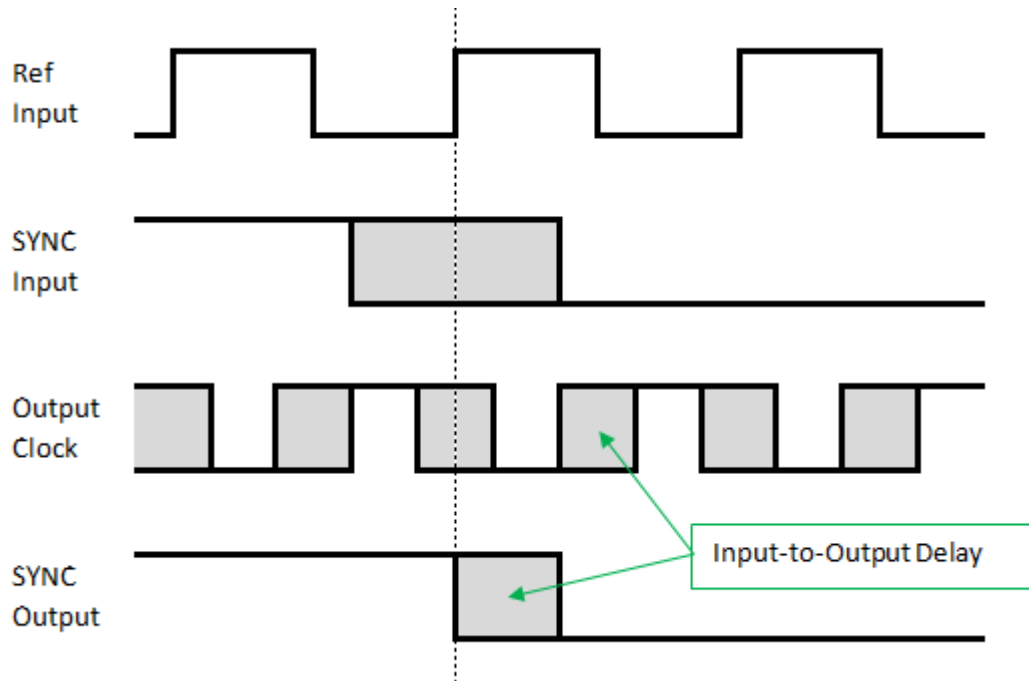 Ref
Input
SYNC
Input
Output
Clock
Input-to-Output Delay
SYNC
Output